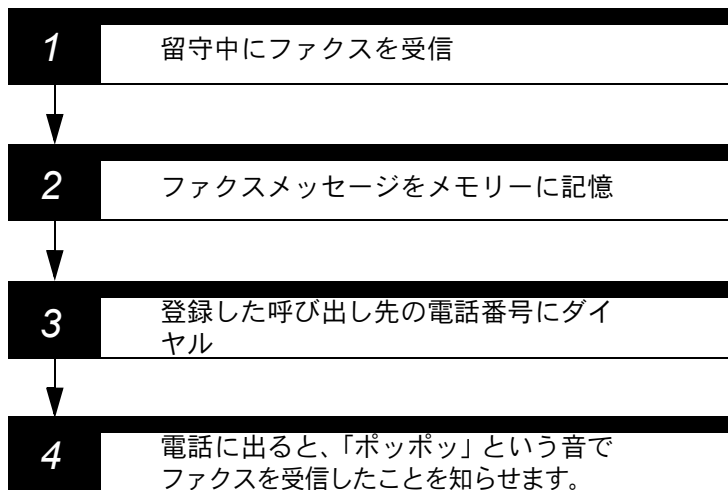 1 留守中にファクスを受信
2 ファクスメッセージをメモリーに記憶
3 登録した呼び出し先の電話番号にダイ
ヤル
4 電話に出ると、「ポッポッ」という音で
ファクスを受信したことを知らせます。